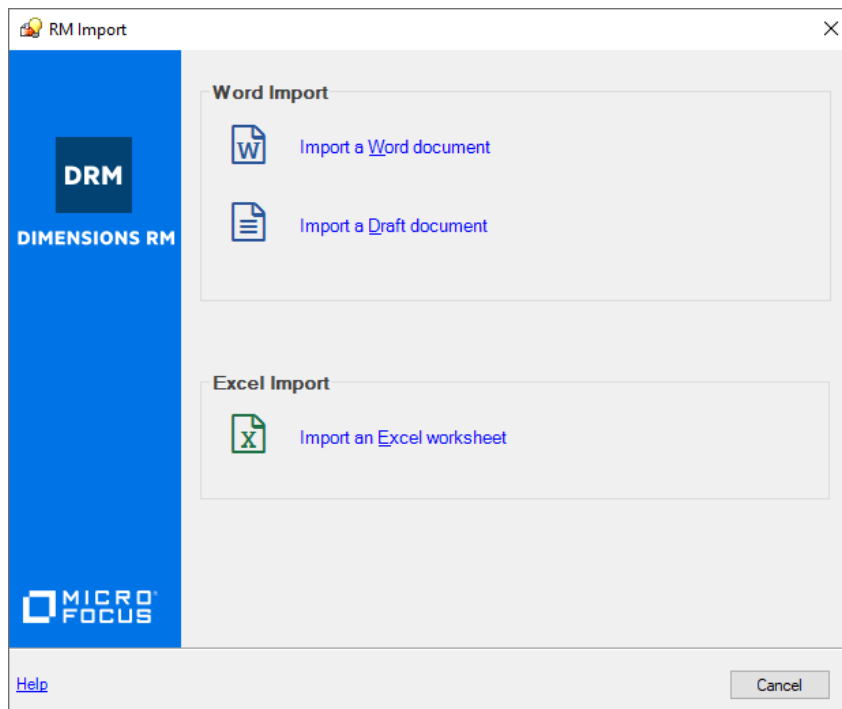 RM Import
DRM
DIMENSIONS RM
Word Import
W
Import a Word document
Import a Draft document
Excel Import
X
Import an Excel worksheet
MICRO
FOCUS
Help
Cancel